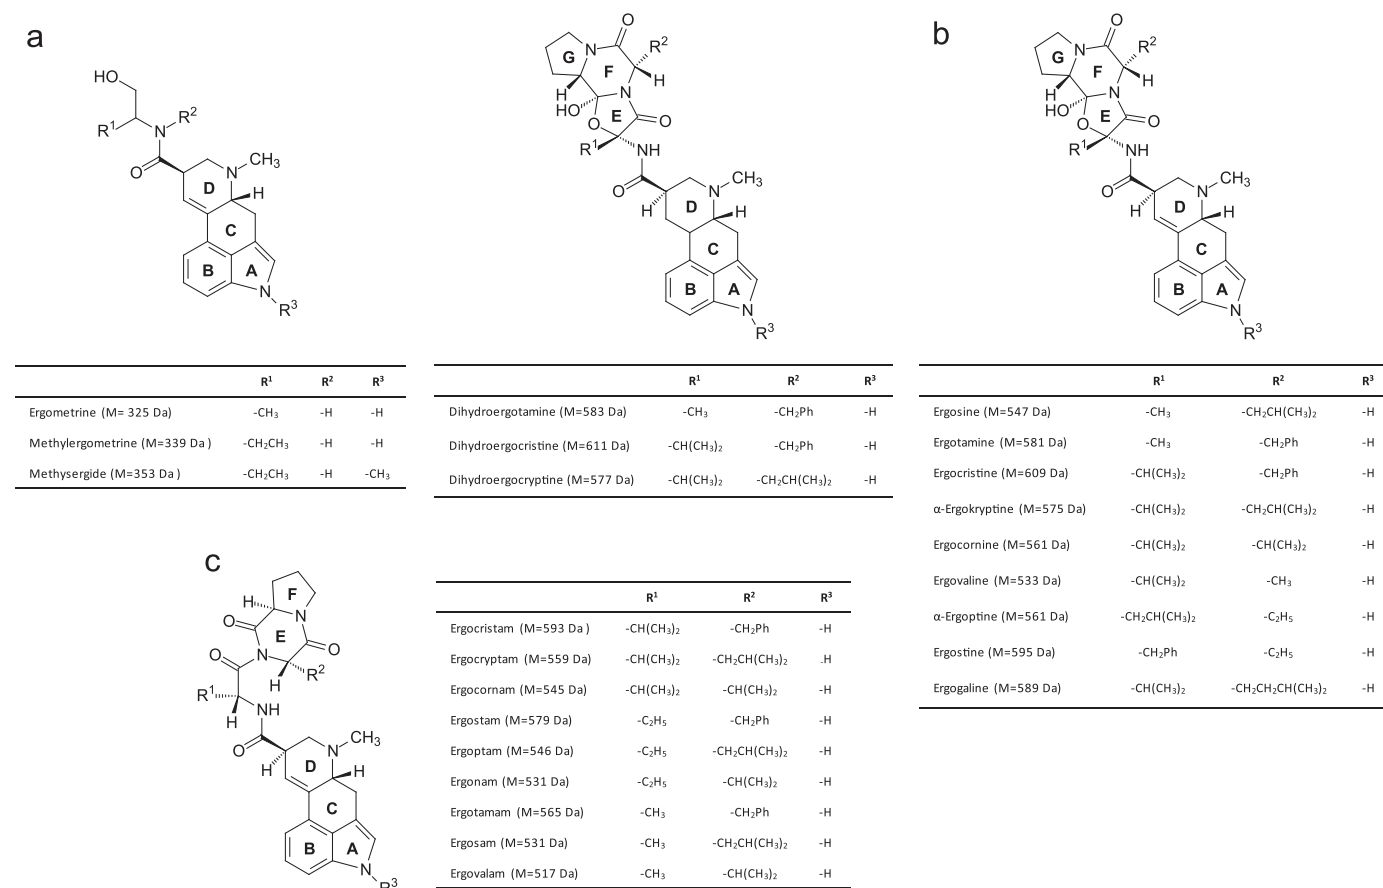 a
HO
R¹
N
R²
O
N
CH₃
D
H
C
B
A
N
R³
O
G
N
R²
F
H
H
N
HO
E
O
O
R¹
NH
O
N
CH₃
D
H
H
C
B
A
N
R³
b
O
G
N
R²
F
H
H
N
HO
E
O
O
R¹
NH
O
N
CH₃
D
H
H
C
B
A
N
R³
R¹ R² R³
Ergometrine (M= 325 Da) -CH₃ -H -H
Methylergometrine (M=339 Da ) -CH₂CH₃ -H -H
Methysergide (M=353 Da ) -CH₂CH₃ -H -CH₃
R¹ R² R³
Dihydroergotamine (M=583 Da) -CH₃ -CH₂Ph -H
Dihydroergocristine (M=611 Da) -CH(CH₃)₂ -CH₂Ph -H
Dihydroergocryptine (M=577 Da) -CH(CH₃)₂ -CH₂CH(CH₃)₂ -H
R¹ R² R³
Ergosine (M=547 Da) -CH₃ -CH₂CH(CH₃)₂ -H
Ergotamine (M=581 Da) -CH₃ -CH₂Ph -H
Ergocristine (M=609 Da) -CH(CH₃)₂ -CH₂Ph -H
α-Ergokryptine (M=575 Da) -CH(CH₃)₂ -CH₂CH(CH₃)₂ -H
Ergocornine (M=561 Da) -CH(CH₃)₂ -CH(CH₃)₂ -H
Ergovaline (M=533 Da) -CH(CH₃)₂ -CH₃ -H
α-Ergoptine (M=561 Da) -CH₂CH(CH₃)₂ -C₂H₅ -H
Ergostine (M=595 Da) -CH₂Ph -C₂H₅ -H
Ergogaline (M=589 Da) -CH(CH₃)₂ -CH₂CH₂CH(CH₃)₂ -H
c
F
H
N
O
E
O
O
N
R²
H
R¹
H
NH
O
N
CH₃
D
H
H
C
B
A
N
R³
R¹ R² R³
Ergocristam (M=593 Da ) -CH(CH₃)₂ -CH₂Ph -H
Ergocryptam (M=559 Da) -CH(CH₃)₂ -CH₂CH(CH₃)₂ .H
Ergocornam (M=545 Da) -CH(CH₃)₂ -CH(CH₃)₂ -H
Ergostam (M=579 Da) -C₂H₅ -CH₂Ph -H
Ergoptam (M=546 Da) -C₂H₅ -CH₂CH(CH₃)₂ -H
Ergonam (M=531 Da) -C₂H₅ -CH(CH₃)₂ -H
Ergotamam (M=565 Da) -CH₃ -CH₂Ph -H
Ergosam (M=531 Da) -CH₃ -CH₂CH(CH₃)₂ -H
Ergovalam (M=517 Da) -CH₃ -CH(CH₃)₂ -H